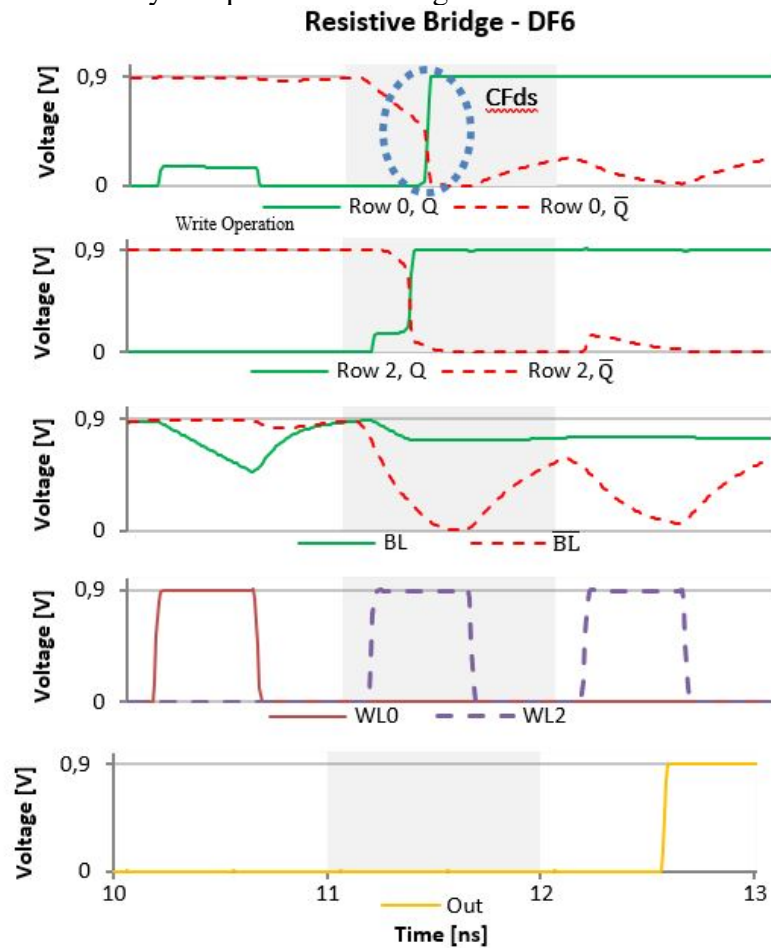 Resistive Bridge - DF6
Voltage [V]
0,9
0
CFds
Row 0, Q
Row 0, Q̅
Write Operation
Voltage [V]
0,9
0
Row 2, Q
Row 2, Q̅
Voltage [V]
0,9
0
BL
B̅L̅
Voltage [V]
0,9
0
WL0
WL2
Voltage [V]
0,9
0
10
11
12
13
Out
Time [ns]